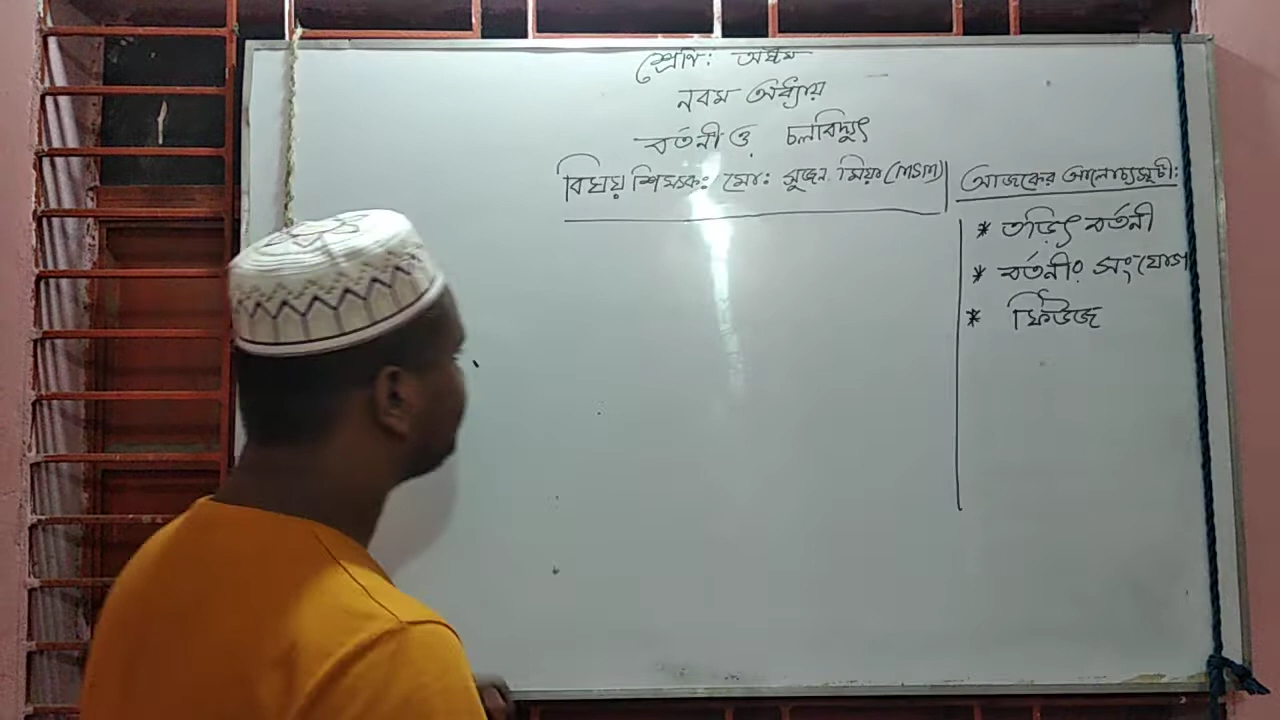 শ্রেণি: অষ্টম
নবম অধ্যায়
বর্তনী ও চলবিদ্যুৎ
বিষয় শিক্ষক: মো: সুজন মিয়া
আজকের আলোচ্যসূচী:
* তড়িৎ বর্তনী
* বর্তনীর সংযোগ
* ফিউজ